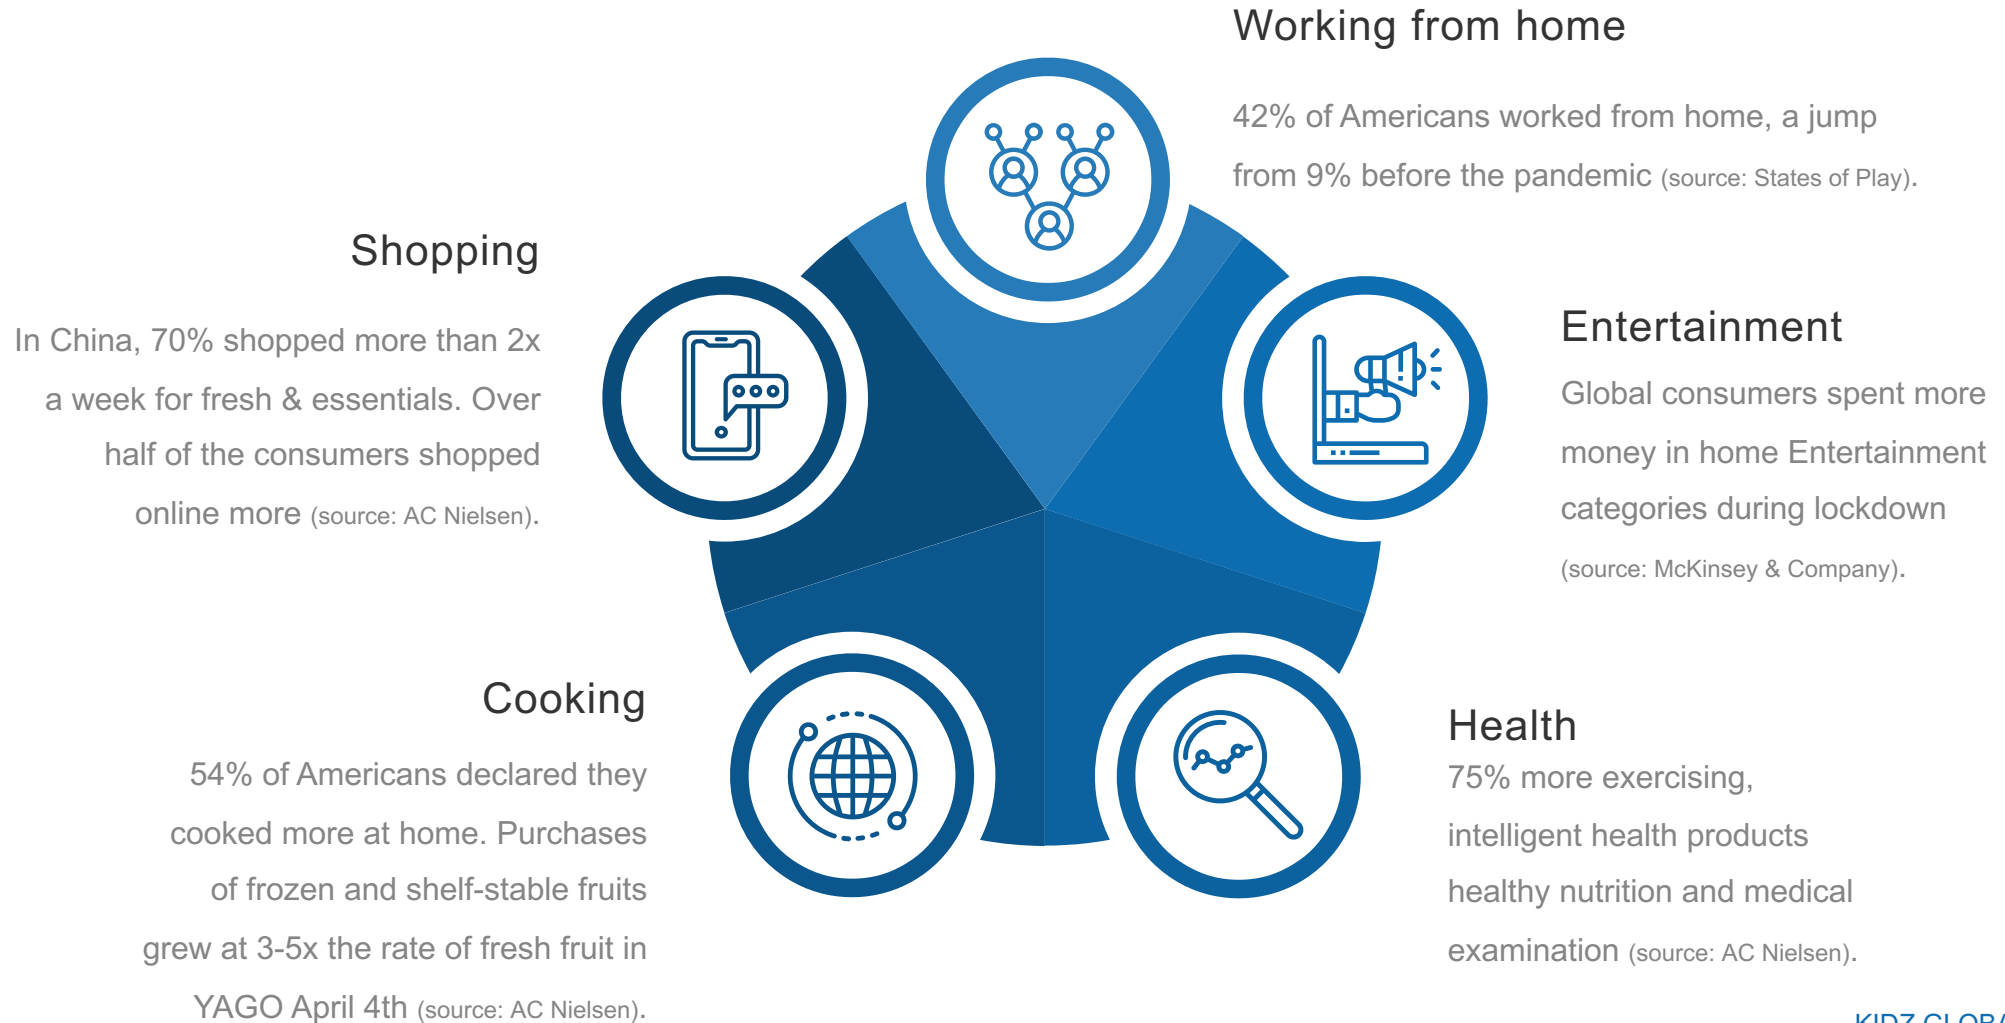 Working from home
42% of Americans worked from home, a jump
from 9% before the pandemic (source: States of Play).
Shopping
In China, 70% shopped more than 2x
a week for fresh & essentials. Over
half of the consumers shopped
online more (source: AC Nielsen).
Entertainment
Global consumers spent more
money in home Entertainment
categories during lockdown
(source: McKinsey & Company).
Cooking
54% of Americans declared they
cooked more at home. Purchases
of frozen and shelf-stable fruits
grew at 3-5x the rate of fresh fruit in
YAGO April 4th (source: AC Nielsen).
Health
75% more exercising,
intelligent health products
healthy nutrition and medical
examination (source: AC Nielsen).
KIDZ